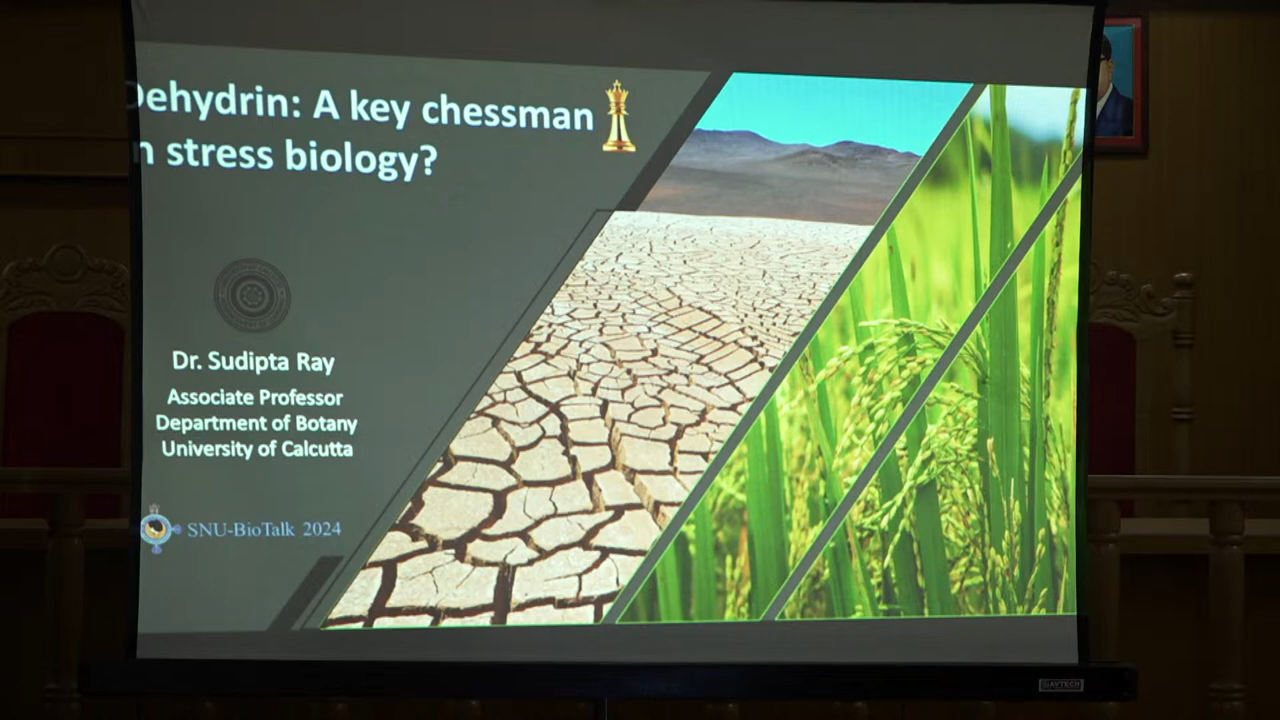 Dehydrin: A key chessman
n stress biology?
Dr. Sudipta Ray
Associate Professor
Department of Botany
University of Calcutta
SNU-BioTalk 2024